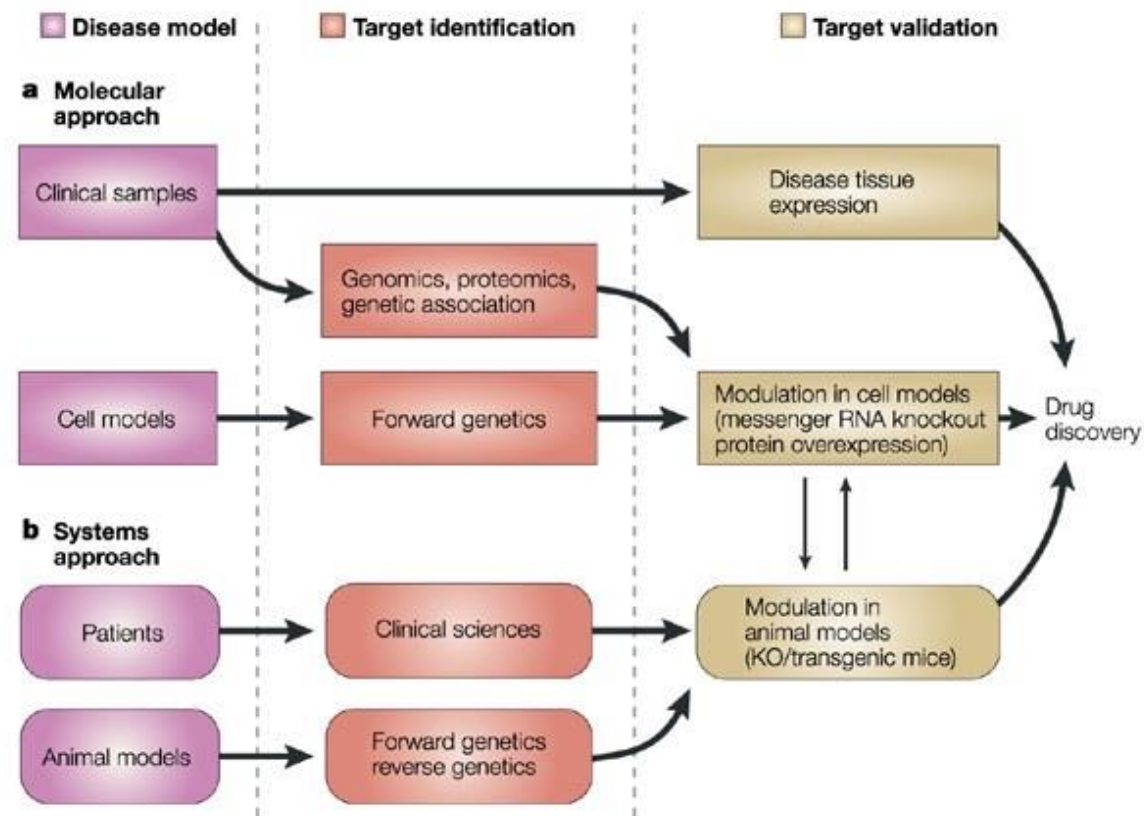 Disease model
Target identification
Target validation
a Molecular
approach
Clinical samples
Disease tissue
expression
Genomics, proteomics,
genetic association
Cell models
Forward genetics
Modulation in cell models
(messenger RNA knockout
protein overexpression)
Drug
discovery
b Systems
approach
Patients
Clinical sciences
Modulation in
animal models
(KO/transgenic mice)
Animal models
Forward genetics
reverse genetics